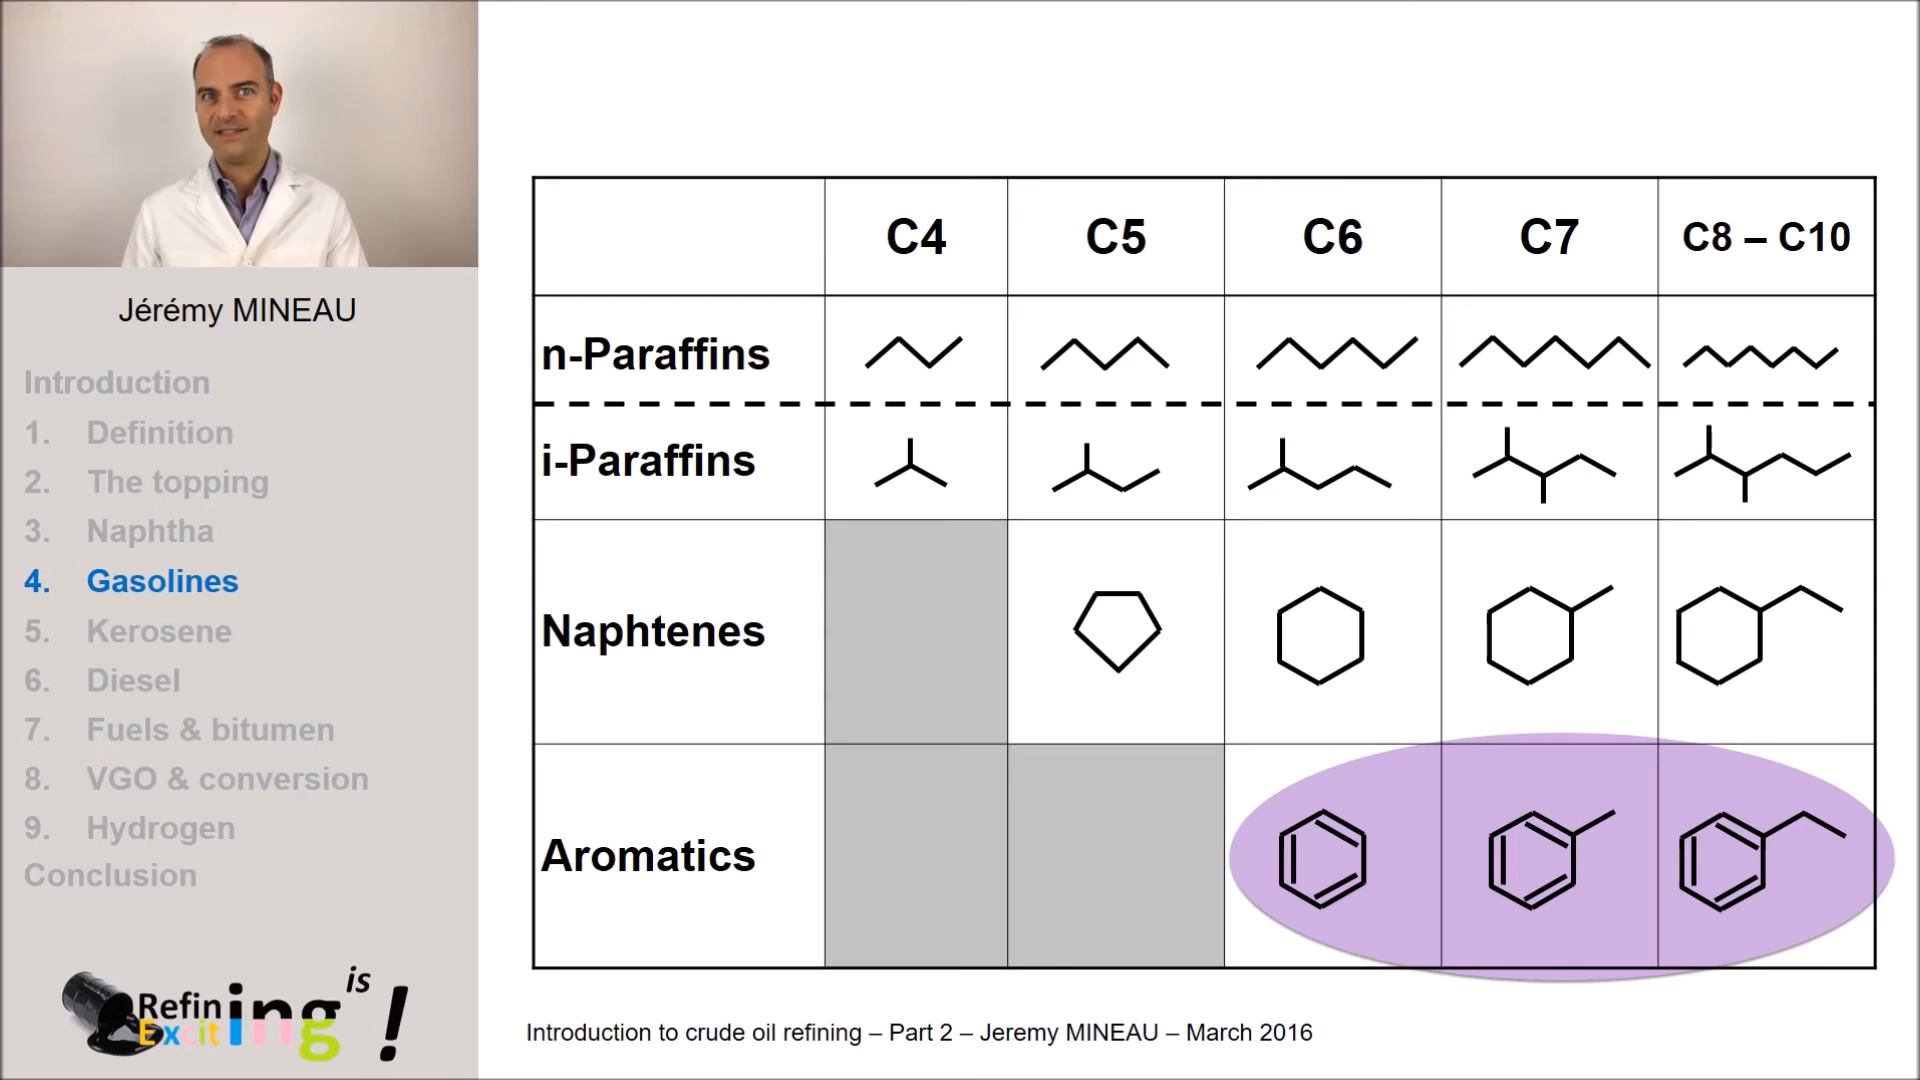 Jérémy MINEAU
Introduction
1. Definition
2. The topping
3. Naphtha
4. Gasolines
5. Kerosene
6. Diesel
7. Fuels & bitumen
8. VGO & conversion
9. Hydrogen
Conclusion
Refining is
Exciting !
C4 C5 C6 C7 C8 – C10
n-Paraffins
i-Paraffins
Naphtenes
Aromatics
Introduction to crude oil refining – Part 2 – Jeremy MINEAU – March 2016